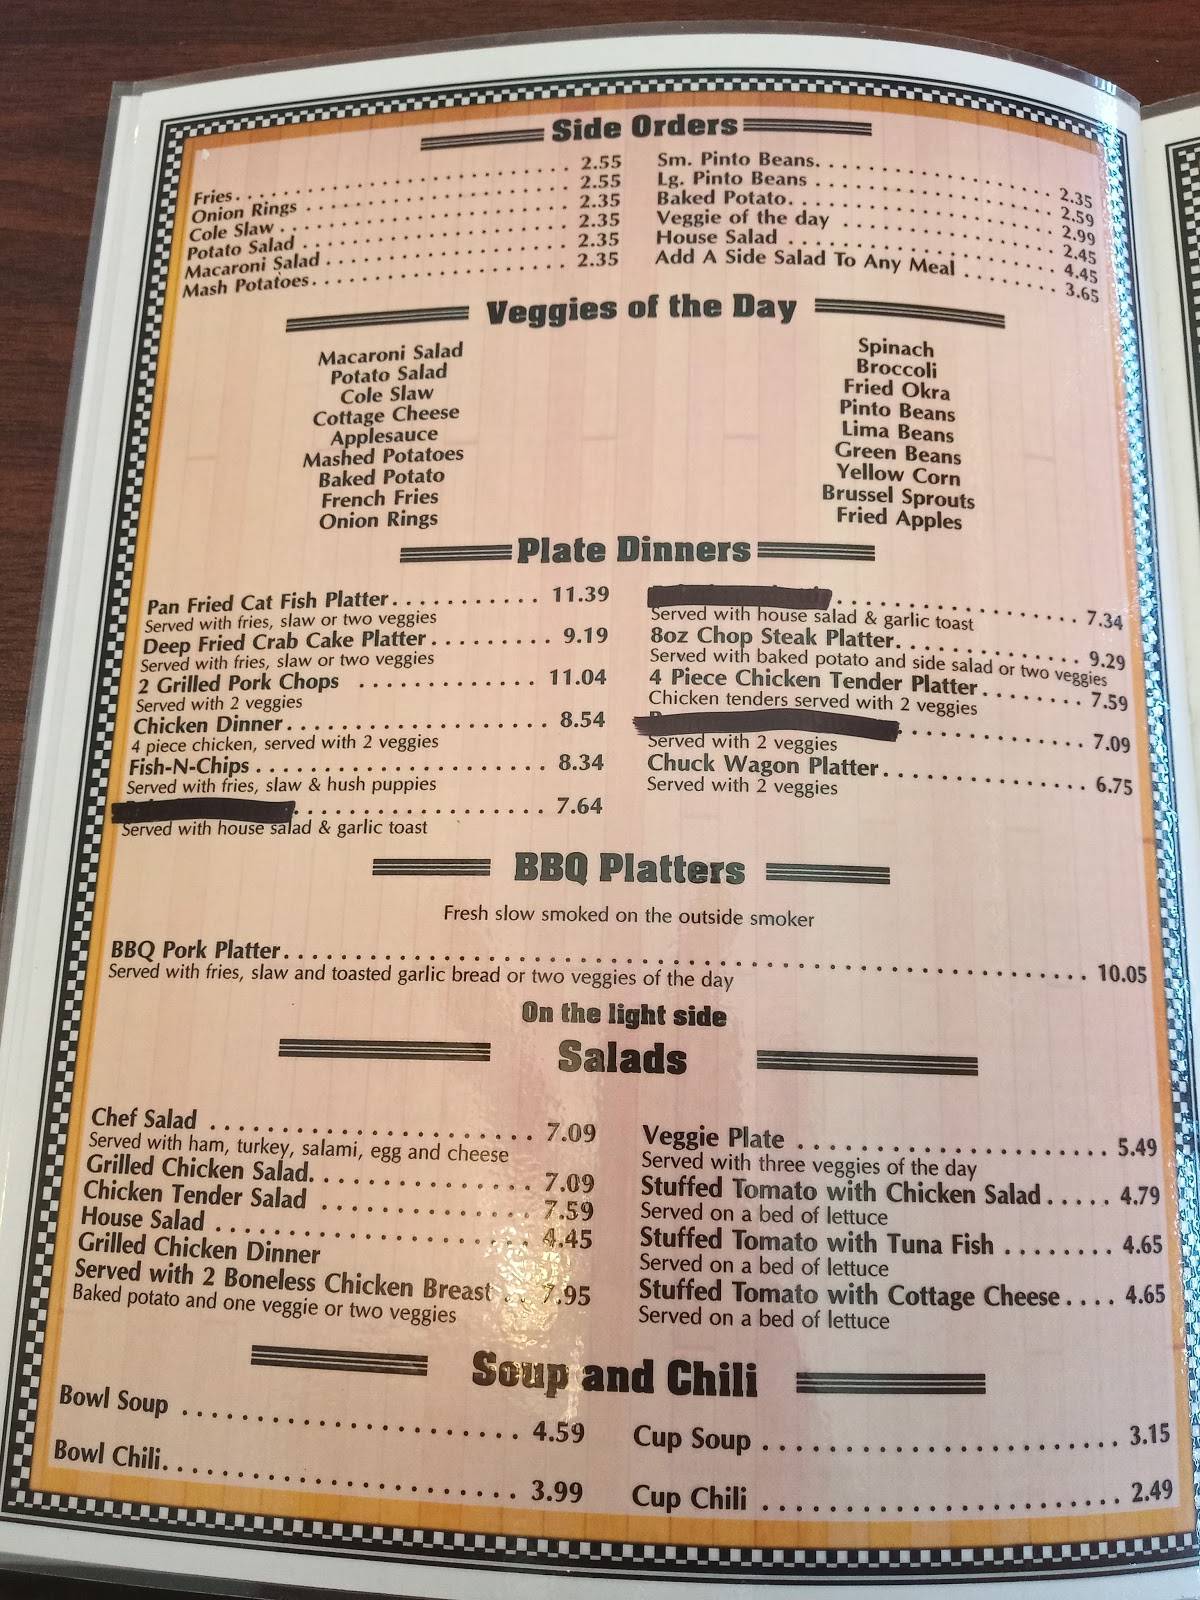 Side Orders
Fries 2.55
Onion Rings 2.55
Cole Slaw 2.35
Potato Salad 2.35
Macaroni Salad 2.35
Mash Potatoes 2.35
Sm. Pinto Beans 2.35
Lg. Pinto Beans 2.59
Baked Potato 2.99
Veggie of the day 2.45
House Salad 4.45
Add A Side Salad To Any Meal 3.65
Veggies of the Day
Macaroni Salad
Potato Salad
Cole Slaw
Cottage Cheese
Applesauce
Mashed Potatoes
Baked Potato
French Fries
Onion Rings
Spinach
Broccoli
Fried Okra
Pinto Beans
Lima Beans
Green Beans
Yellow Corn
Brussel Sprouts
Fried Apples
Plate Dinners
Pan Fried Cat Fish Platter 11.39
Served with fries, slaw or two veggies
Deep Fried Crab Cake Platter 9.19
Served with fries, slaw or two veggies
2 Grilled Pork Chops 11.04
Served with 2 veggies
Chicken Dinner 8.54
4 piece chicken, served with 2 veggies
Fish-N-Chips 8.34
Served with fries, slaw & hush puppies
7.64
Served with house salad & garlic toast
7.34
Served with house salad & garlic toast
8oz Chop Steak Platter 9.29
Served with baked potato and side salad or two veggies
4 Piece Chicken Tender Platter 7.59
Chicken tenders served with 2 veggies
7.09
Served with 2 veggies
Chuck Wagon Platter 6.75
Served with 2 veggies
BBQ Platters
Fresh slow smoked on the outside smoker
BBQ Pork Platter 10.05
Served with fries, slaw and toasted garlic bread or two veggies of the day
On the light side
Salads
Chef Salad 7.09
Served with ham, turkey, salami, egg and cheese
Grilled Chicken Salad 7.09
Chicken Tender Salad 7.59
House Salad 4.45
Grilled Chicken Dinner
Served with 2 Boneless Chicken Breast 7.95
Baked potato and one veggie or two veggies
Veggie Plate 5.49
Served with three veggies of the day
Stuffed Tomato with Chicken Salad 4.79
Served on a bed of lettuce
Stuffed Tomato with Tuna Fish 4.65
Served on a bed of lettuce
Stuffed Tomato with Cottage Cheese 4.65
Served on a bed of lettuce
Soup and Chili
Bowl Soup 4.59
Bowl Chili 3.99
Cup Soup 3.15
Cup Chili 2.49